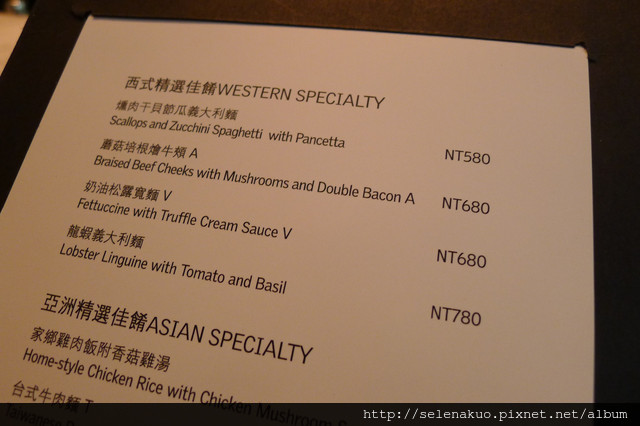 西式精選佳餚WESTERN SPECIALTY
燻肉干貝節瓜義大利麵
Scallops and Zucchini Spaghetti with Pancetta
NT580
蘑菇培根燴牛頰 A
Braised Beef Cheeks with Mushrooms and Double Bacon A
NT680
奶油松露寬麵 V
Fettuccine with Truffle Cream Sauce V
NT680
龍蝦義大利麵
Lobster Linguine with Tomato and Basil
NT780
亞洲精選佳餚ASIAN SPECIALTY
家鄉雞肉飯附香菇雞湯
Home-style Chicken Rice with Chicken Mushroom
台式牛肉麵 T
Taiwanese
http://selenakuo.pixnet.net/album